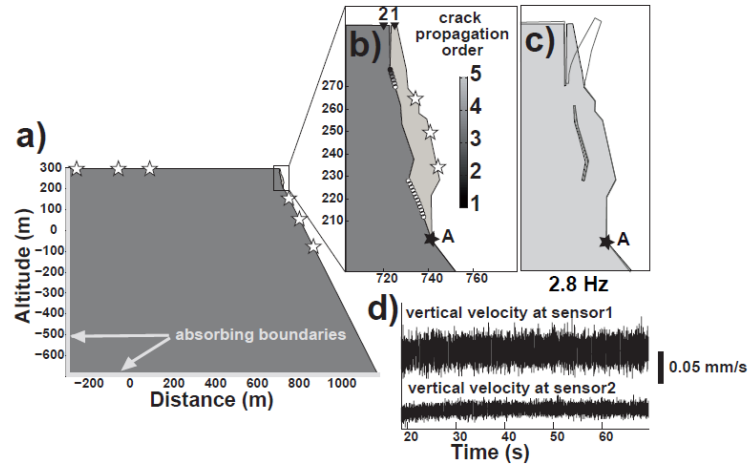 a)
300
200
100
0
−100
−200
−300
−400
−500
−600
Altitude (m)
absorbing boundaries
−200 0 200 400 600 800 1000
Distance (m)
b)
21
crack
propagation
order
5
4
3
2
1
270
260
250
240
230
220
210
A
720 740 760
c)
A
2.8 Hz
d)
vertical velocity at sensor1
vertical velocity at sensor2
0.05 mm/s
20 30 40 50 60
Time (s)